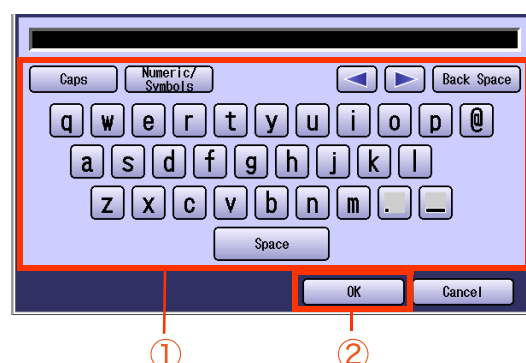 Caps Numeric/ Symbols ◀ ▶ Back Space
q w e r t y u i o p @
a s d f g h j k l
z x c v b n m . _
Space
OK Cancel
① ②